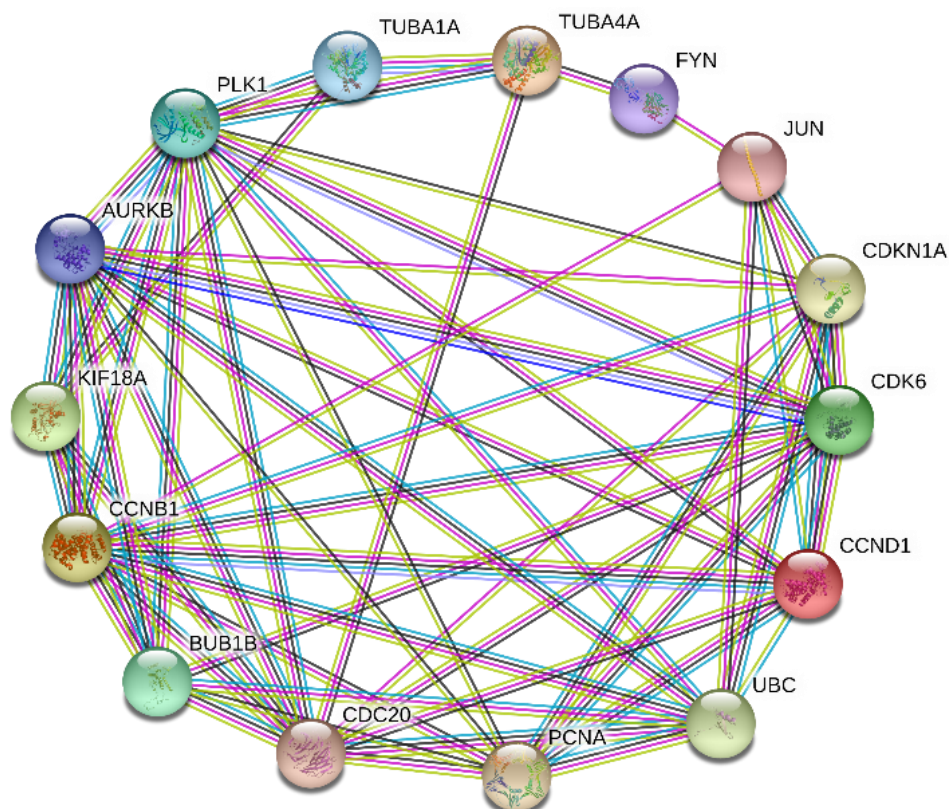 TUBA1A
TUBA4A
FYN
PLK1
JUN
AURKB
CDKN1A
KIF18A
CDK6
CCNB1
CCND1
BUB1B
UBC
CDC20
PCNA